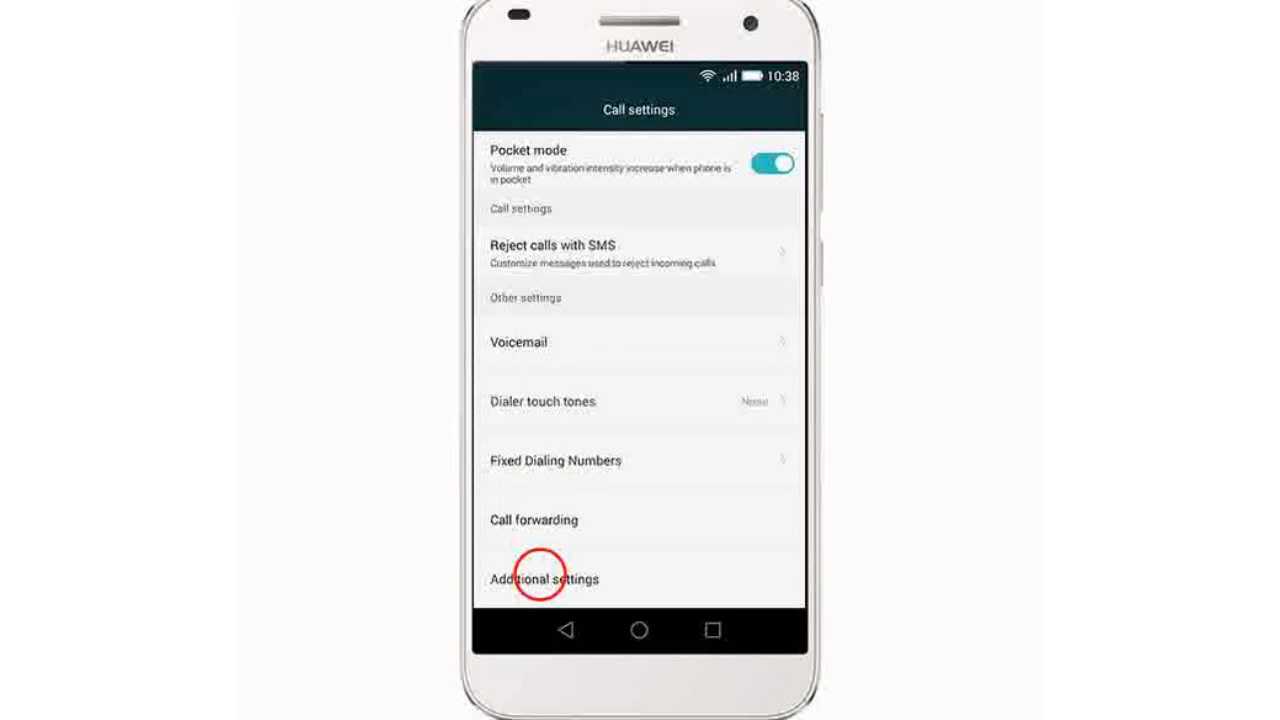 HUAWEI
10:38
Call settings
Pocket mode
Volume and vibration intensity increase when phone is
in pocket
Call settings
Reject calls with SMS
Customize messages used to reject incoming calls
Other settings
Voicemail
Dialer touch tones None
Fixed Dialing Numbers
Call forwarding
Additional settings